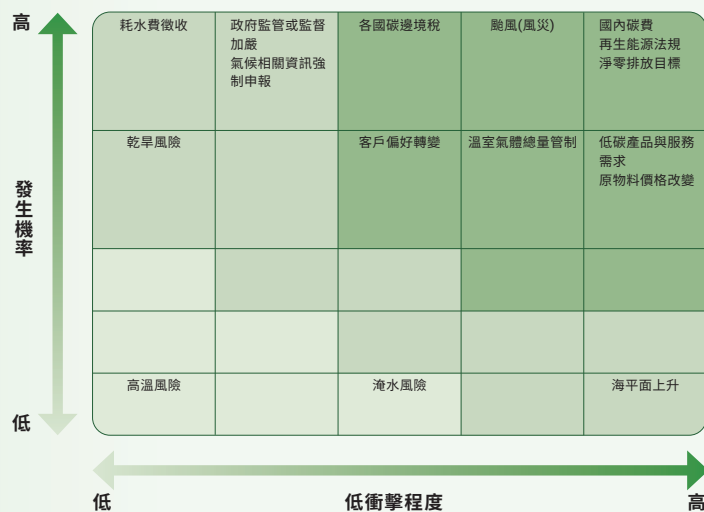 高
耗水費徵收
政府監管或監督
加嚴
氣候相關資訊強
制申報
各國碳邊境稅
颱風(風災)
國內碳費
再生能源法規
淨零排放目標
乾旱風險
客戶偏好轉變
溫室氣體總量管制
低碳產品與服務
需求
原物料價格改變
發生機率
高溫風險
淹水風險
海平面上升
低
低
低衝擊程度
高